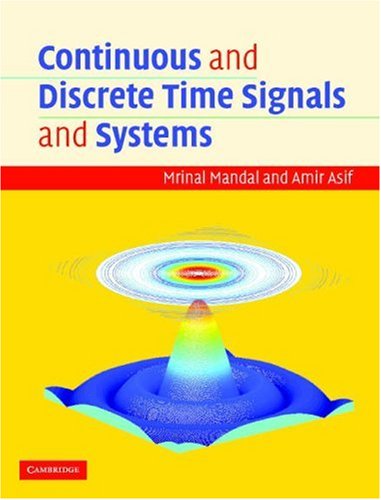 Continuous and
Discrete Time Signals
and Systems
Mrinal Mandal and Amir Asif
CAMBRIDGE